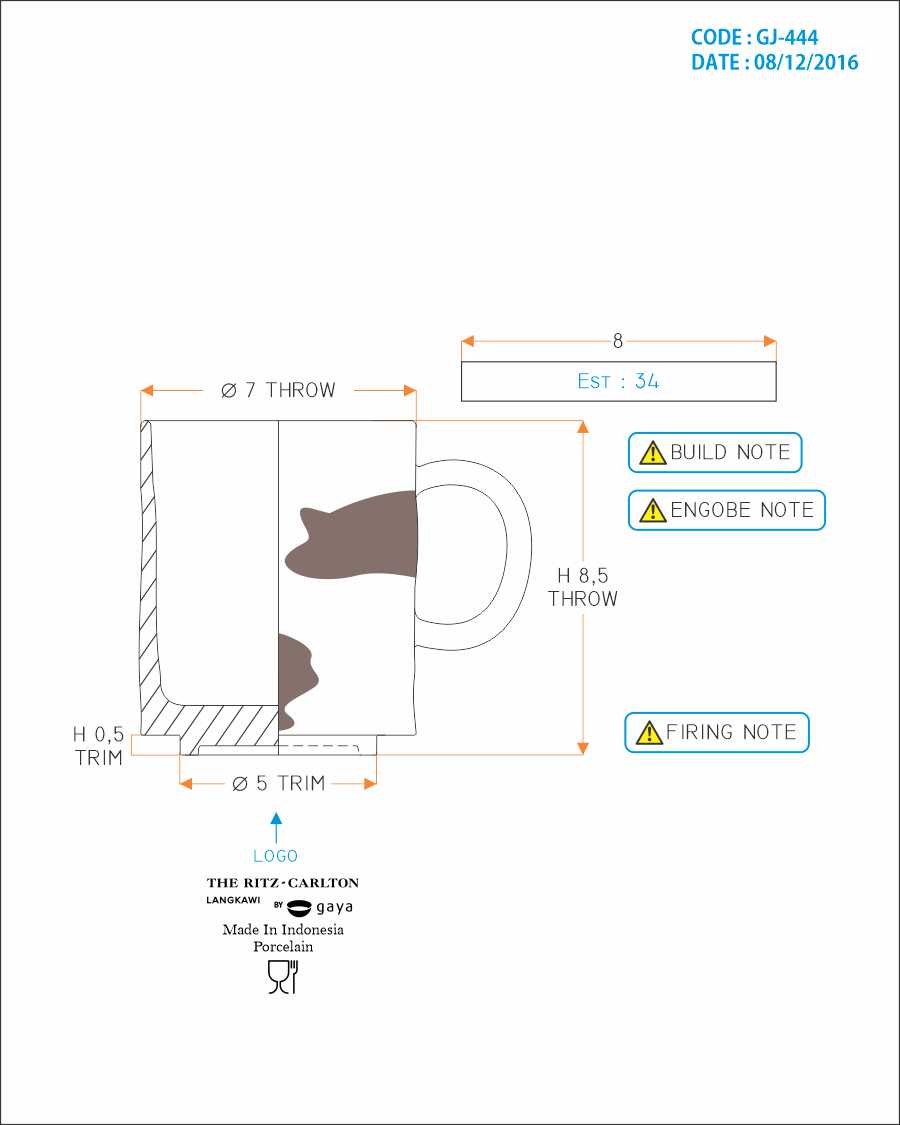 CODE : GJ-444
DATE : 08/12/2016
8
EST : 34
Ø 7 THROW
BUILD NOTE
ENGOBE NOTE
H 8,5
THROW
FIRING NOTE
H 0,5
TRIM
Ø 5 TRIM
LOGO
THE RITZ-CARLTON
LANGKAWI BY gaya
Made In Indonesia
Porcelain